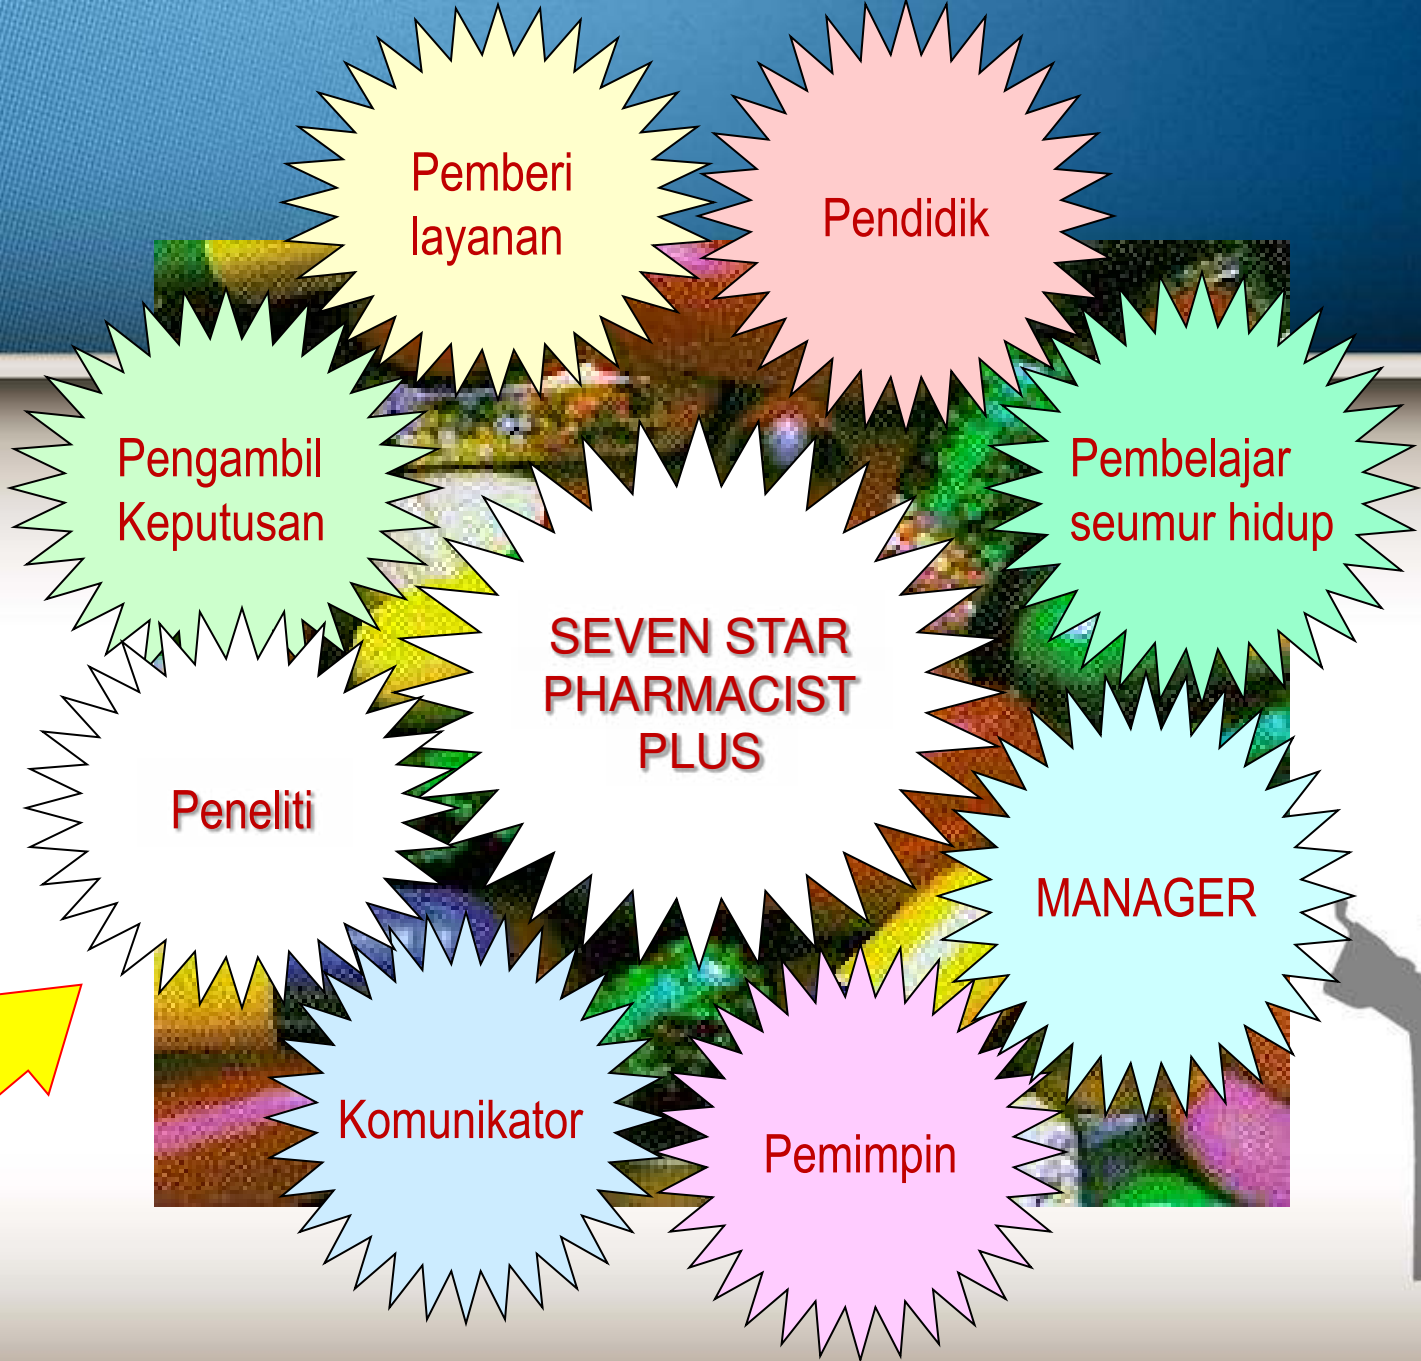 Pemberi
layanan
Pendidik
Pengambil
Keputusan
Pembelajar
seumur hidup
SEVEN STAR
PHARMACIST
PLUS
Peneliti
MANAGER
Komunikator
Pemimpin